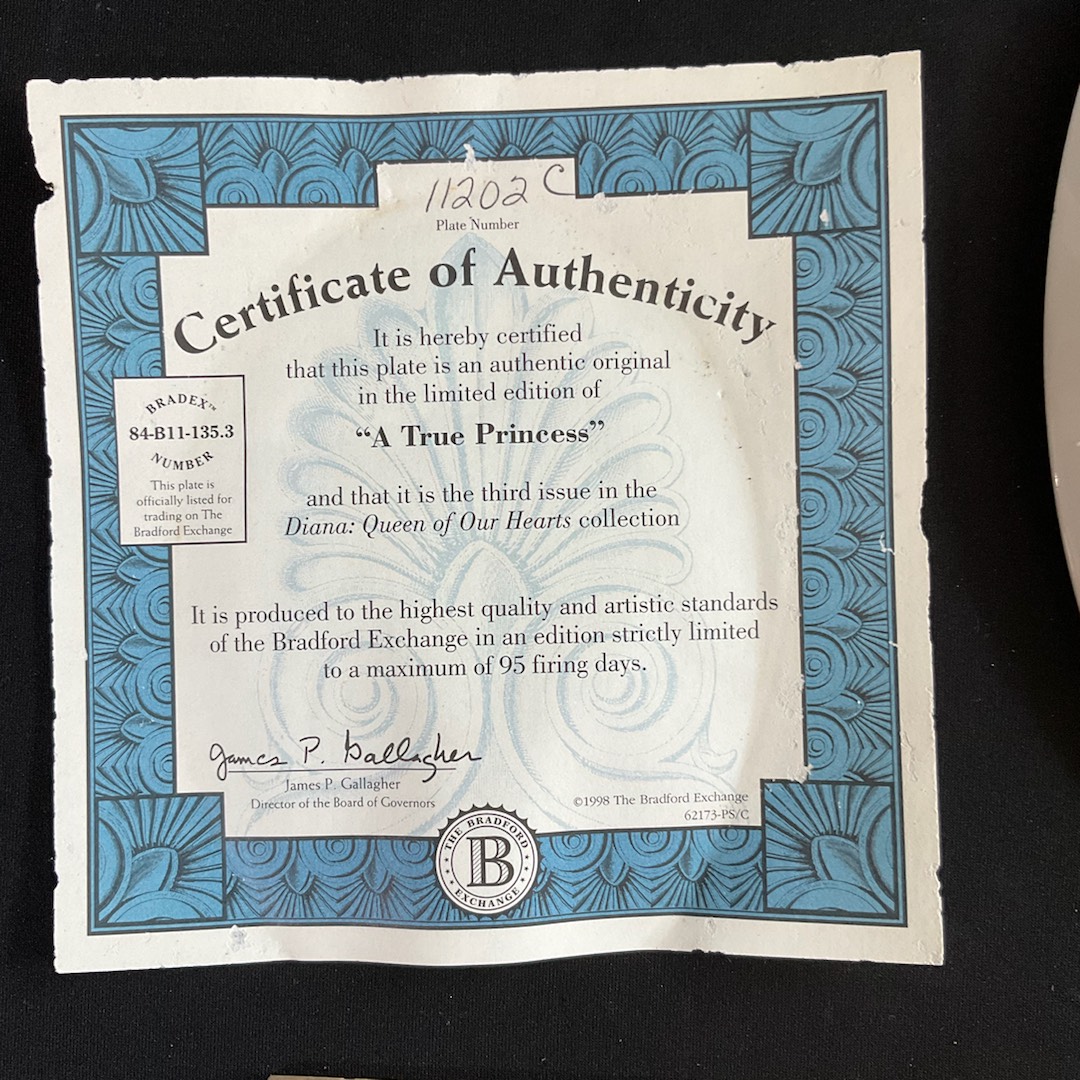 11202 C
Plate Number
Certificate of Authenticity
It is hereby certified
that this plate is an authentic original
in the limited edition of
“A True Princess”
and that it is the third issue in the
Diana: Queen of Our Hearts collection
BRADEX™
84-B11-135.3
NUMBER
This plate is
officially listed for
trading on The
Bradford Exchange
It is produced to the highest quality and artistic standards
of the Bradford Exchange in an edition strictly limited
to a maximum of 95 firing days.
James P. Gallagher
James P. Gallagher
Director of the Board of Governors
©1998 The Bradford Exchange
62173-PS/C
THE BRADFORD
B
EXCHANGE